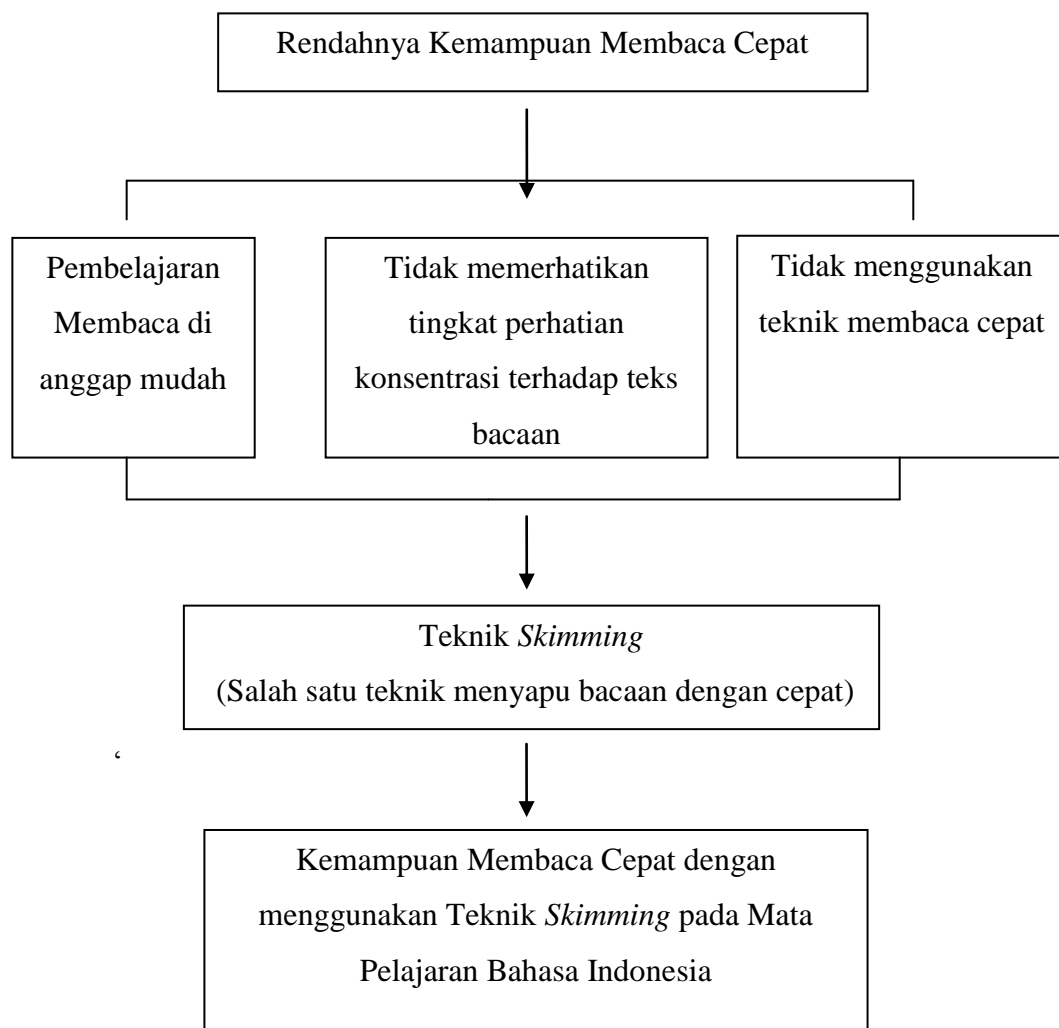 Rendahnya Kemampuan Membaca Cepat
Pembelajaran
Membaca di
anggap mudah
Tidak memerhatikan
tingkat perhatian
konsentrasi terhadap teks
bacaan
Tidak menggunakan
teknik membaca cepat
Teknik Skimming
(Salah satu teknik menyapu bacaan dengan cepat)
‘
Kemampuan Membaca Cepat dengan
menggunakan Teknik Skimming pada Mata
Pelajaran Bahasa Indonesia